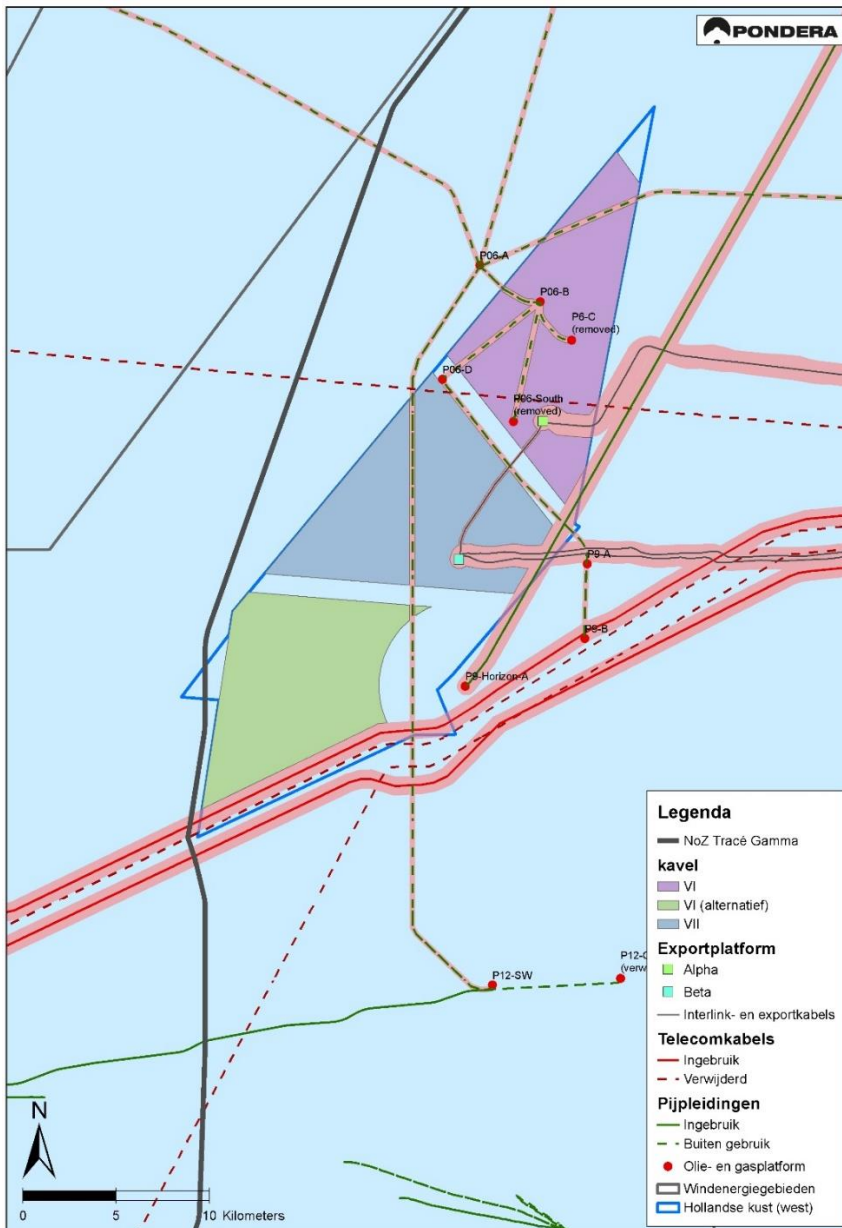 PONDERA
P06-A
P06-B
P6-C
(removed)
P06-D
P06-South
(removed)
P9-A
P9-B
P9-Horizon-A
P12-SW
(verw
Legenda
NoZ Tracé Gamma
kavel
VI
VI (alternatief)
VII
Exportplatform
Alpha
Beta
Interlink- en exportkabels
Telecomkabels
Ingebruik
Verwijderd
Pijpleidingen
Ingebruik
Buiten gebruik
Olie- en gasplatform
Windenergiegebieden
Hollandse kust (west)
N
0 5 10 Kilometers